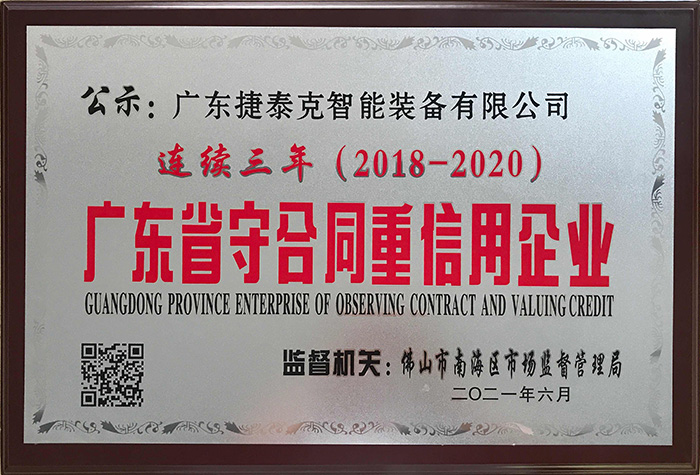 公示：广东捷泰克智能装备有限公司
连续三年（2018-2020）
广东省守合同重信用企业
GUANGDONG PROVINCE ENTERPRISE OF OBSERVING CONTRACT AND VALUING CREDIT
监督机关：佛山市南海区市场监督管理局
二〇二一年六月